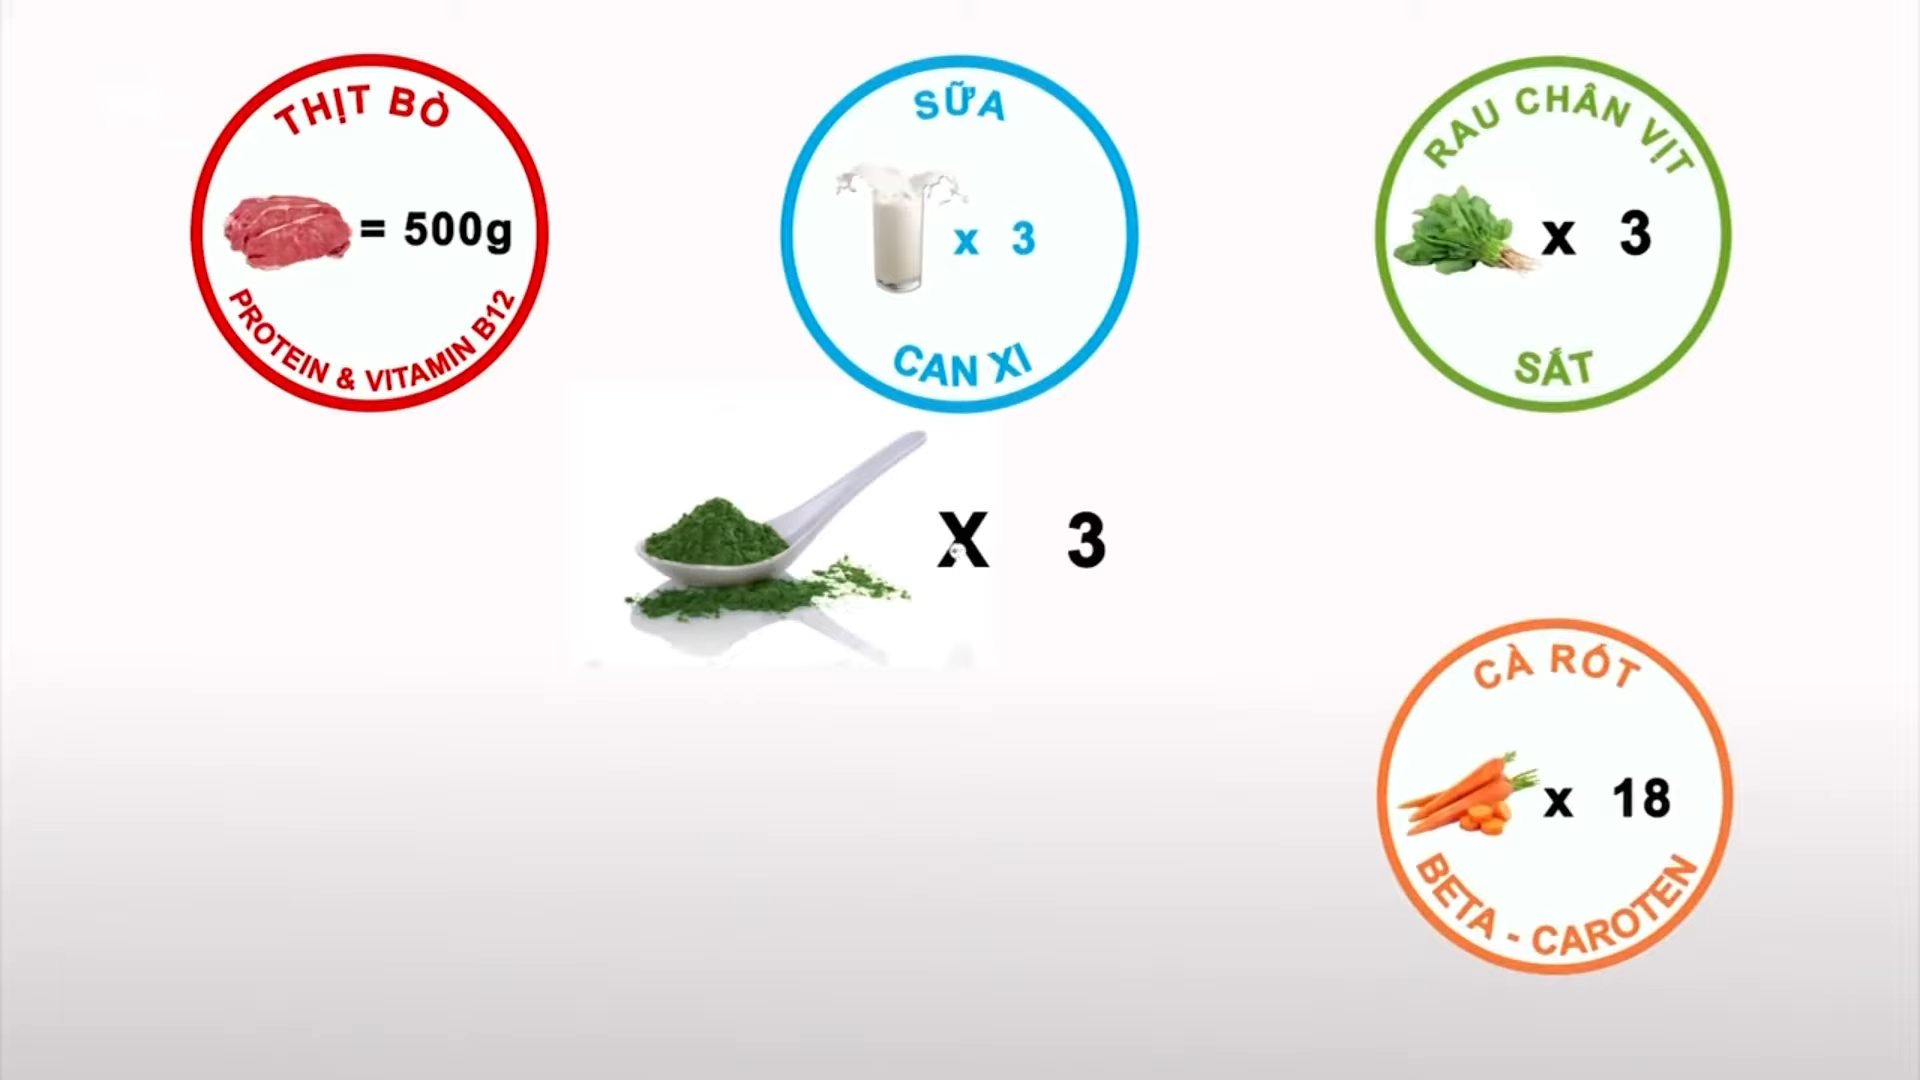 THỊT BÒ
= 500g
PROTEIN & VITAMIN B12
SỮA
x 3
CAN XI
RAU CHÂN VỊT
x 3
SẮT
X 3
CÀ RỐT
x 18
BETA - CAROTEN